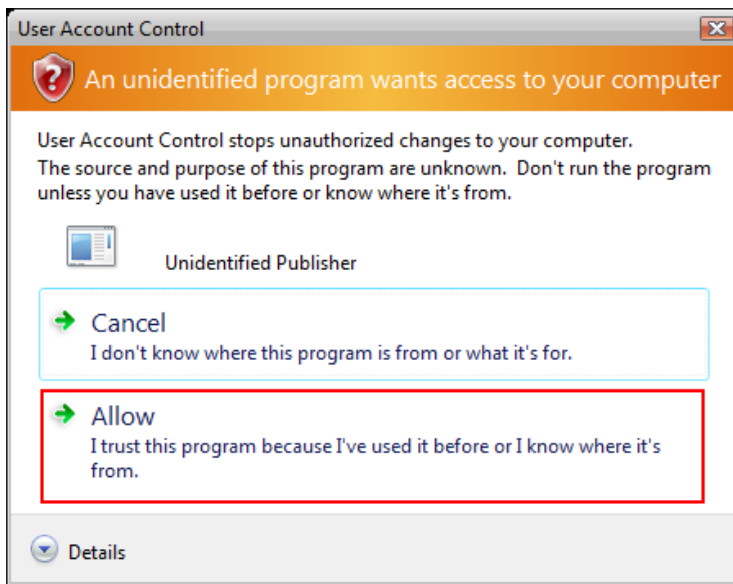 User Account Control
An unidentified program wants access to your computer
User Account Control stops unauthorized changes to your computer.
The source and purpose of this program are unknown. Don't run the program
unless you have used it before or know where it's from.
Unidentified Publisher
Cancel
I don't know where this program is from or what it's for.
Allow
I trust this program because I've used it before or I know where it's
from.
Details